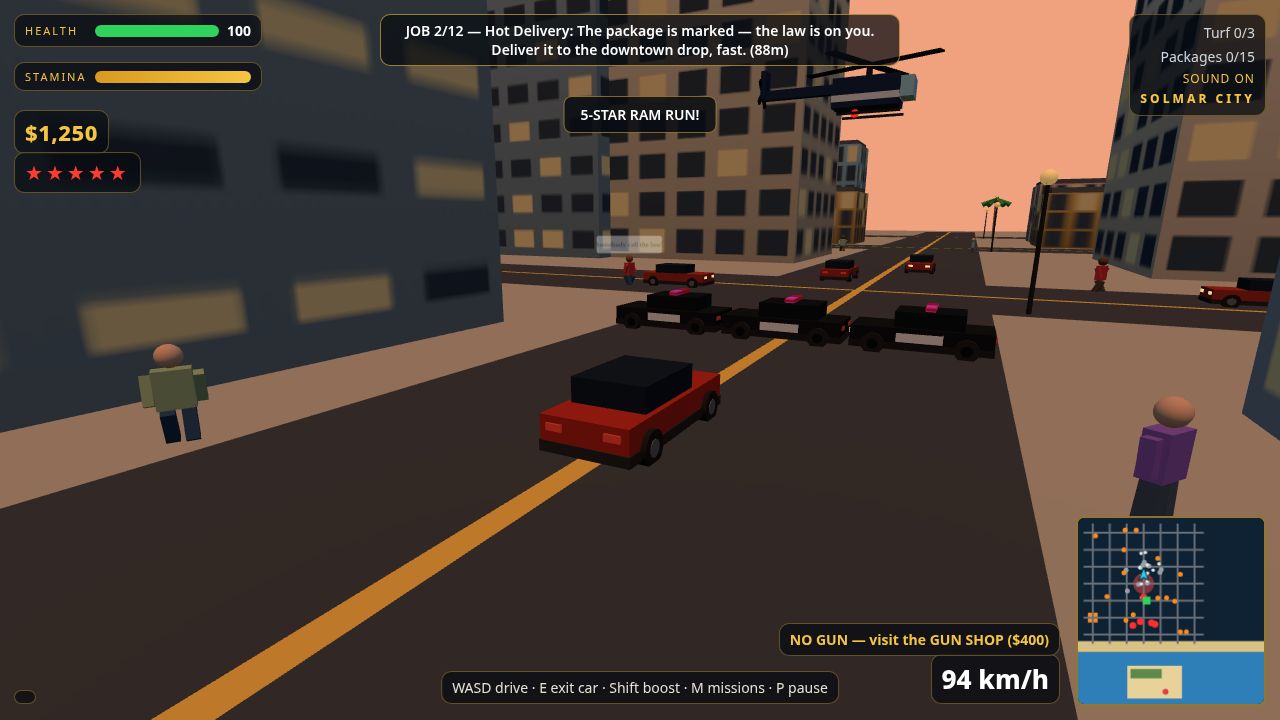 HEALTH 100
STAMINA
$1,250
★★★★★
JOB 2/12 — Hot Delivery: The package is marked — the law is on you.
Deliver it to the downtown drop, fast. (88m)
5-STAR RAM RUN!
Turf 0/3
Packages 0/15
SOUND ON
SOLMAR CITY
NO GUN — visit the GUN SHOP ($400)
94 km/h
WASD drive · E exit car · Shift boost · M missions · P pause